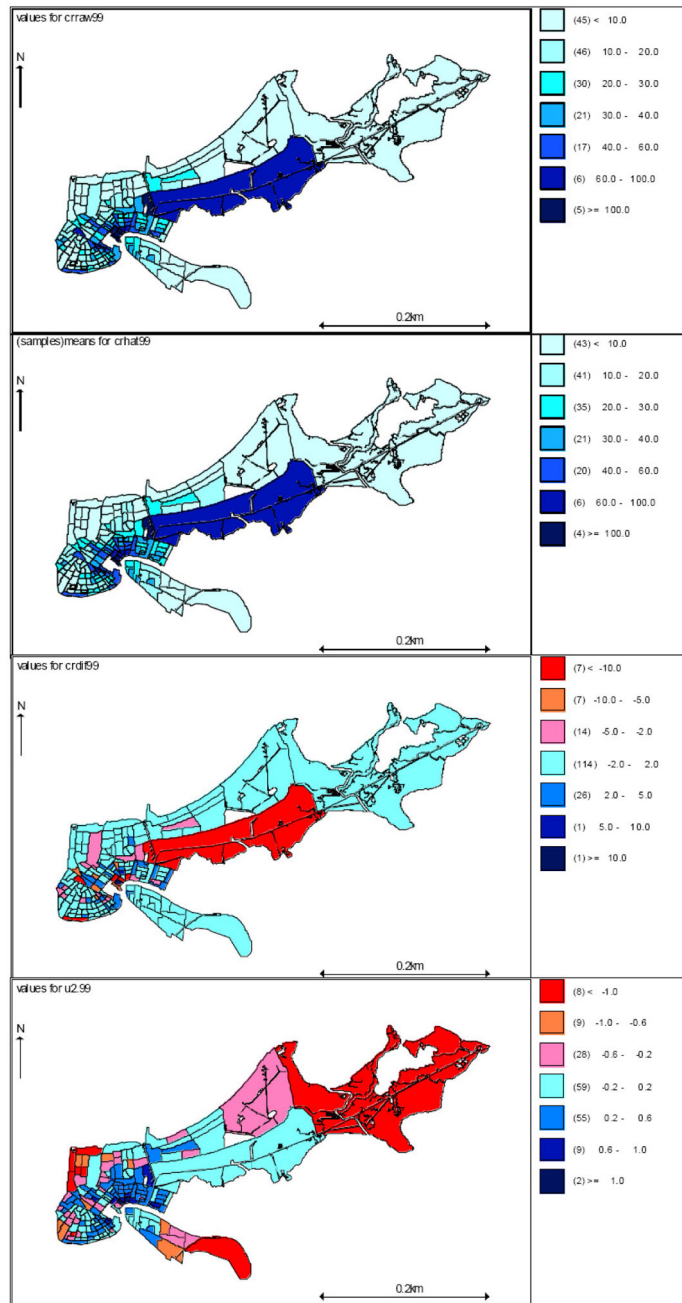 values for crraw99
N
0.2km
(45) < 10.0
(46) 10.0 - 20.0
(30) 20.0 - 30.0
(21) 30.0 - 40.0
(17) 40.0 - 60.0
(6) 60.0 - 100.0
(5) >= 100.0
(samples)means for crhat99
N
0.2km
(43) < 10.0
(41) 10.0 - 20.0
(35) 20.0 - 30.0
(21) 30.0 - 40.0
(20) 40.0 - 60.0
(6) 60.0 - 100.0
(4) >= 100.0
values for crdif99
N
0.2km
(7) < -10.0
(7) -10.0 - -5.0
(14) -5.0 - -2.0
(114) -2.0 - 2.0
(26) 2.0 - 5.0
(1) 5.0 - 10.0
(1) >= 10.0
values for u2.99
N
0.2km
(8) < -1.0
(9) -1.0 - -0.6
(28) -0.6 - -0.2
(59) -0.2 - 0.2
(55) 0.2 - 0.6
(9) 0.6 - 1.0
(2) >= 1.0